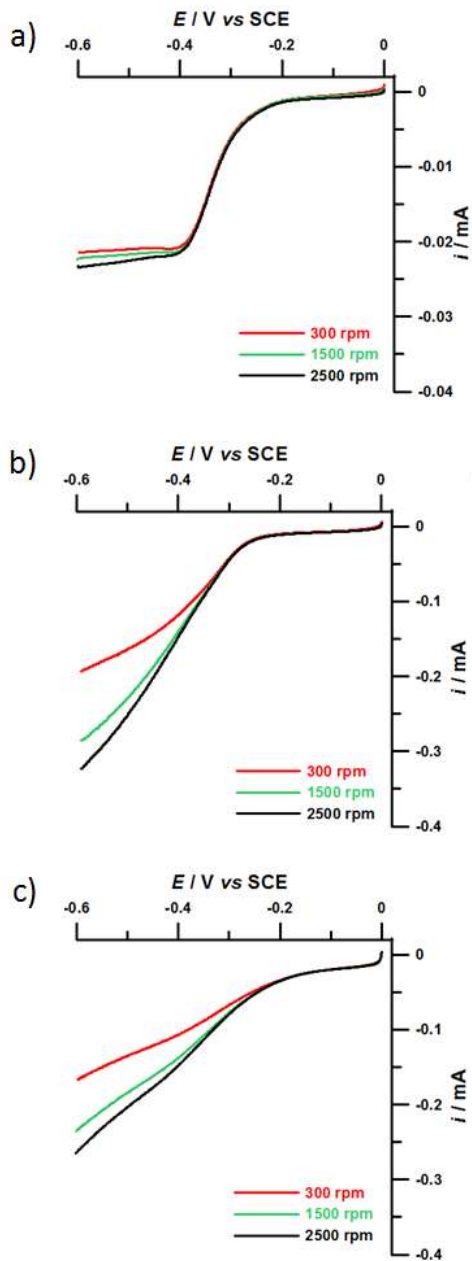 a)
E / V vs SCE
-0.6 -0.4 -0.2 0
0
-0.01
-0.02
-0.03
-0.04
i / mA
300 rpm
1500 rpm
2500 rpm
b)
E / V vs SCE
-0.6 -0.4 -0.2 0
0
-0.1
-0.2
-0.3
-0.4
i / mA
300 rpm
1500 rpm
2500 rpm
c)
E / V vs SCE
-0.6 -0.4 -0.2 0
0
-0.1
-0.2
-0.3
-0.4
i / mA
300 rpm
1500 rpm
2500 rpm